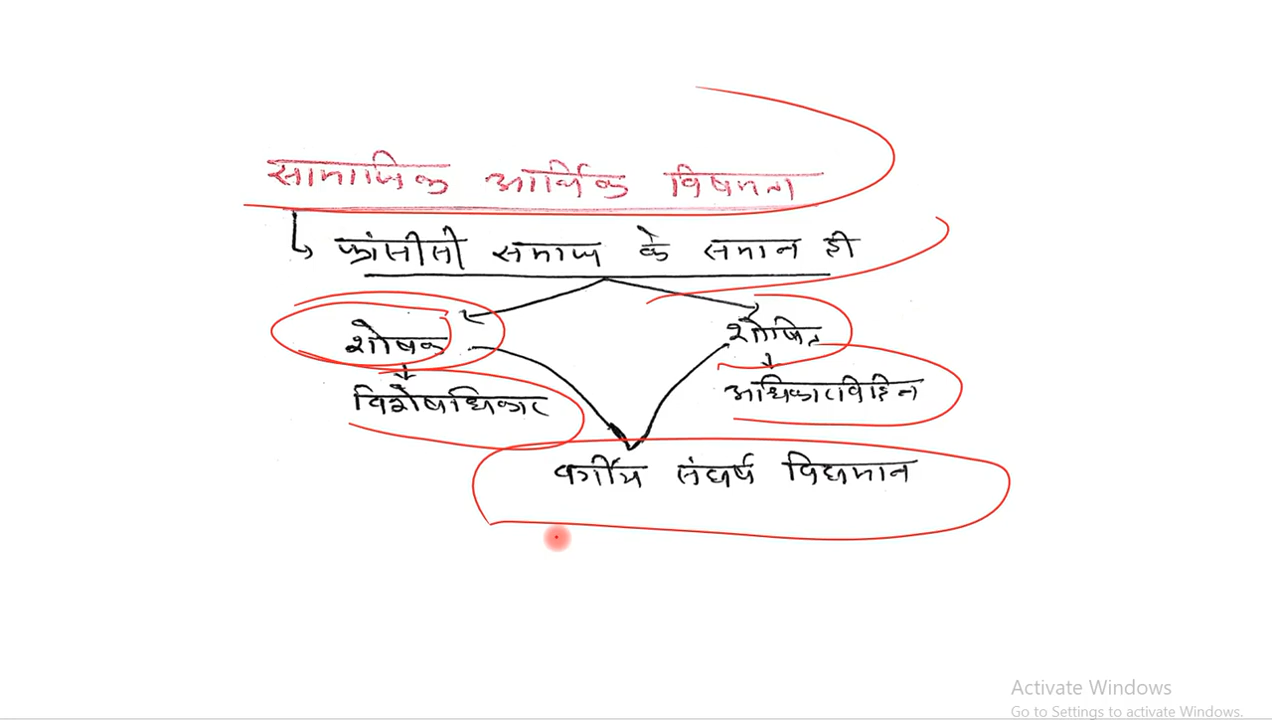 सामाजिक आर्थिक विषमता
फ्रांसीसी समाज के समान ही
शोषक
शोषित
विशेषाधिकार
अधिकारविहिन
वर्गीय संघर्ष विद्यमान
Activate Windows
Go to Settings to activate Windows.